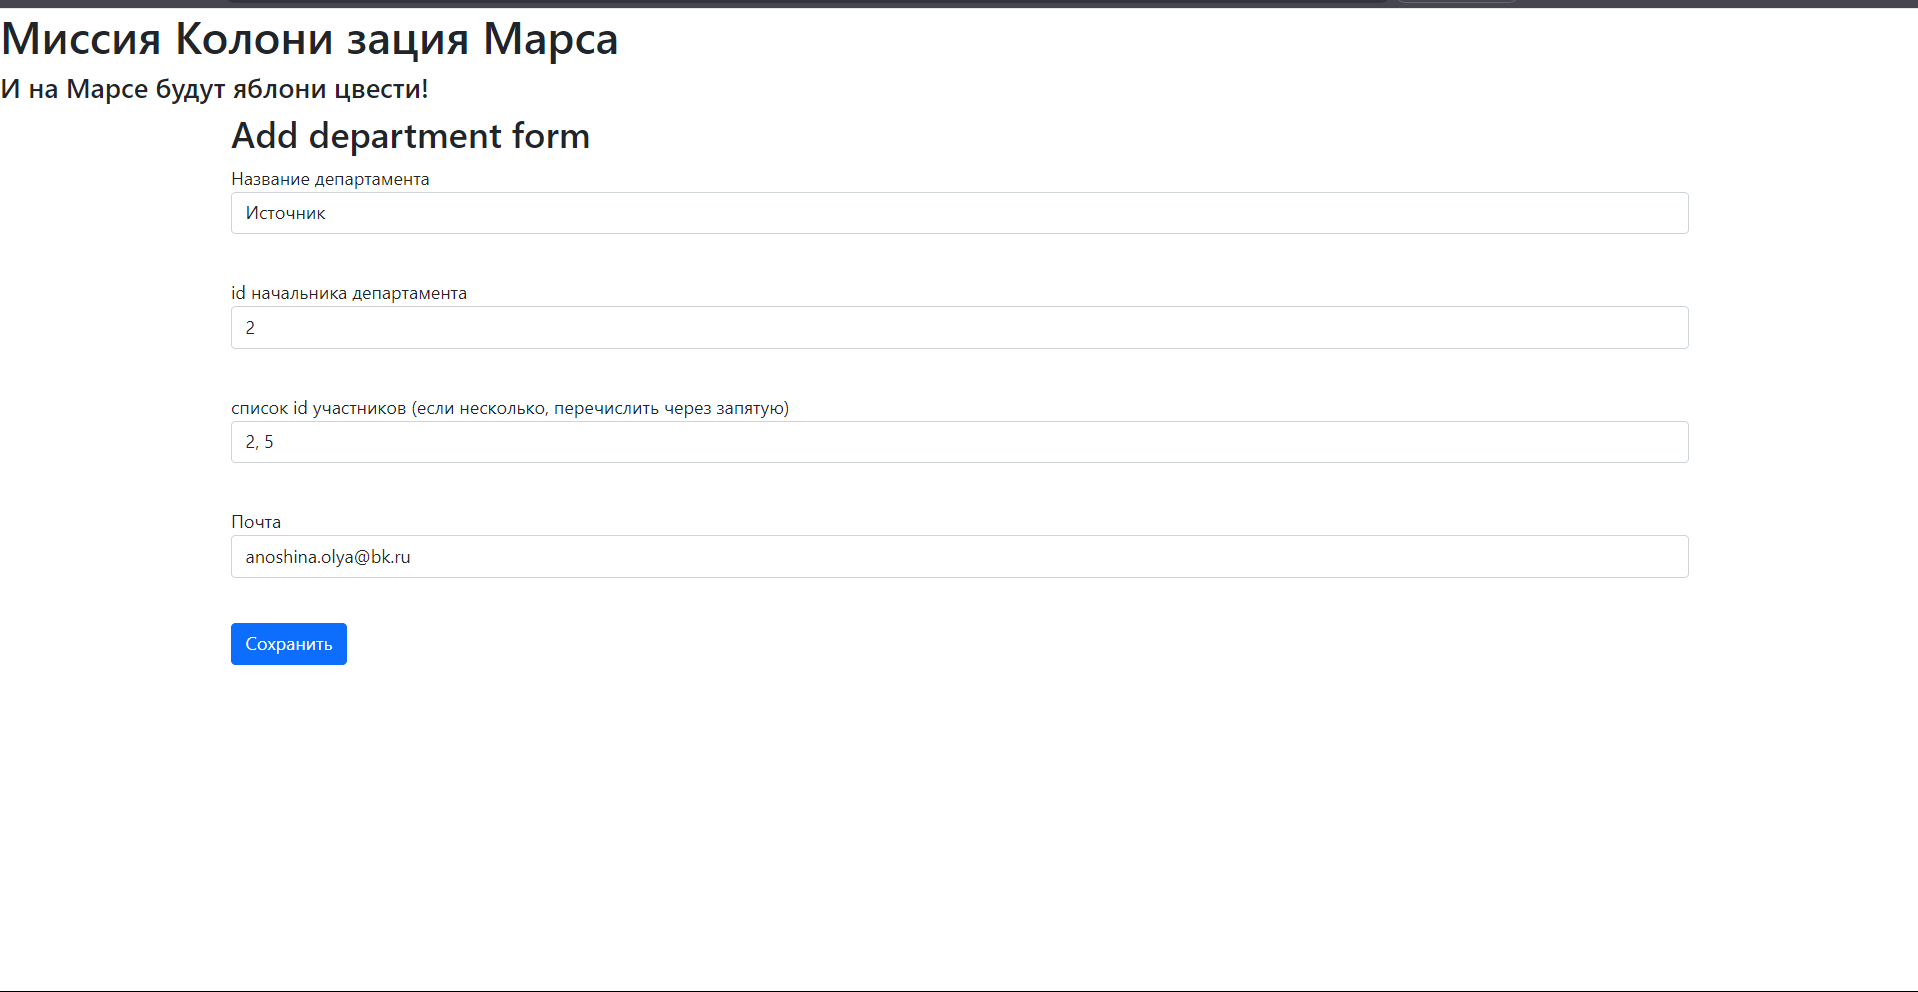 Миссия Колони зация Марса
И на Марсе будут яблони цвести!
Add department form
Название департамента
Источник
id начальника департамента
2
список id участников (если несколько, перечислить через запятую)
2, 5
Почта
anoshina.olya@bk.ru
Сохранить